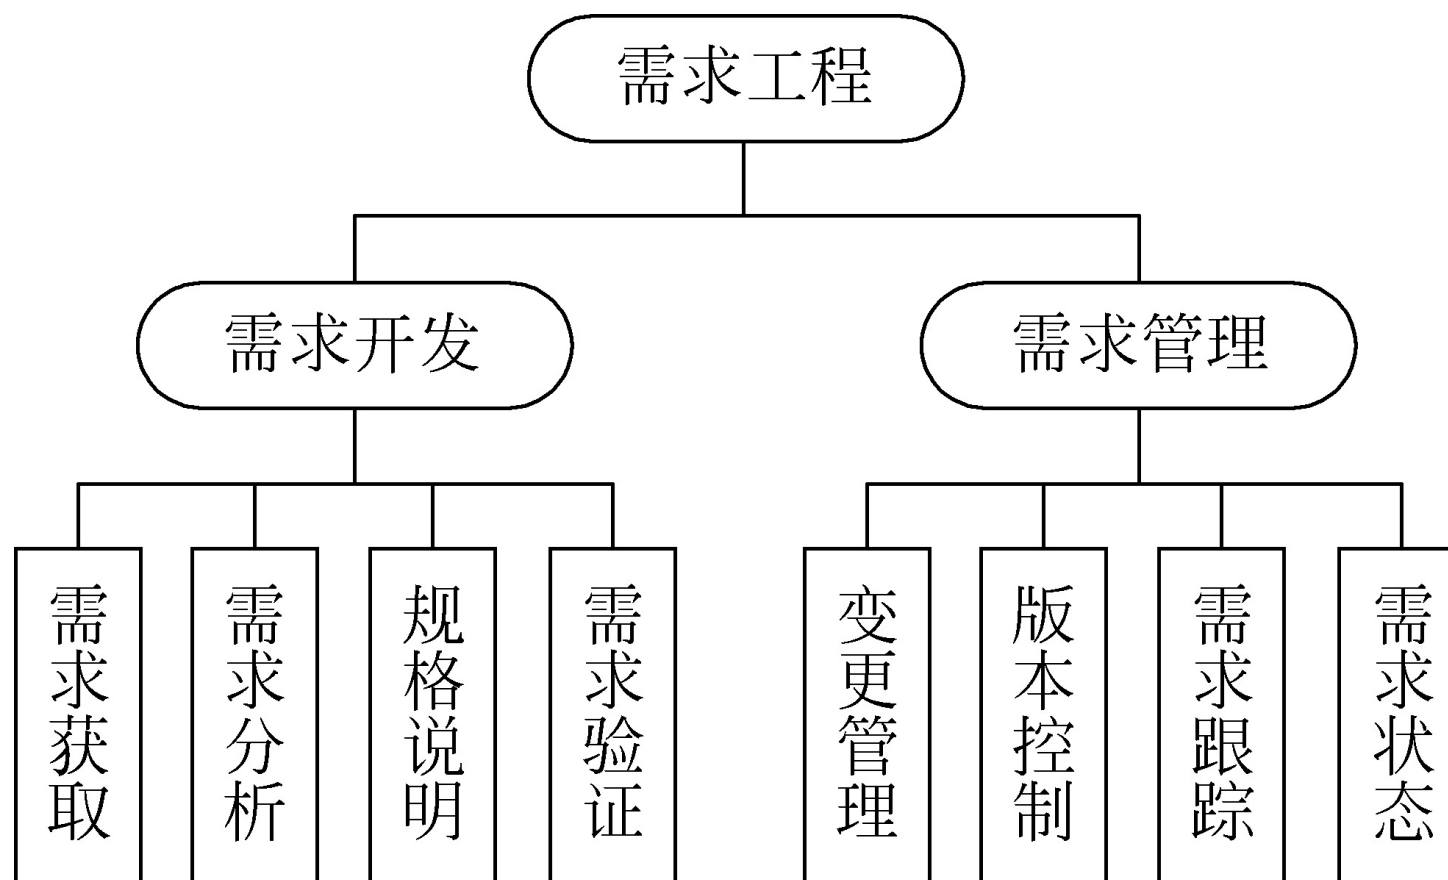 需求工程
需求开发
需求管理
需求获取
需求分析
规格说明
需求验证
变更管理
版本控制
需求跟踪
需求状态